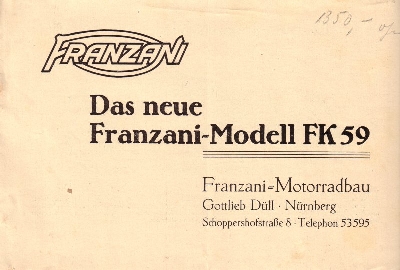 1350,-
FRANZANI
Das neue
Franzani-Modell FK 59
Franzani-Motorradbau
Gottlieb Düll · Nürnberg
Schoppershofstraße 8 · Telephon 53595